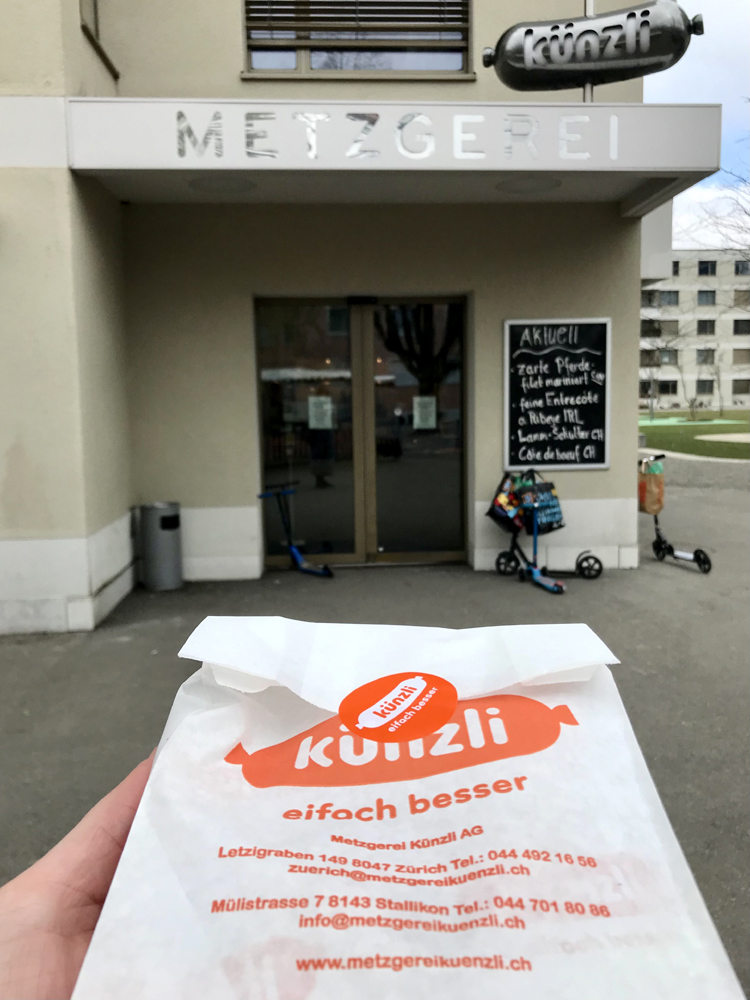 künzli
METZGEREI
Aktuell
• zarte Pferde-
filet mariniert
• feine Entrecôte
o. Ribeye IRL
• Lamm-Schulter CH
• Côte de boeuf CH
künzli
einfach besser
künzli
einfach besser
Metzgerei Künzli AG
Letzigraben 149 8047 Zürich Tel.: 044 492 16 56
zuerich@metzgereikuenzli.ch
Mülistrasse 7 8143 Stallikon Tel.: 044 701 80 86
info@metzgereikuenzli.ch
www.metzgereikuenzli.ch